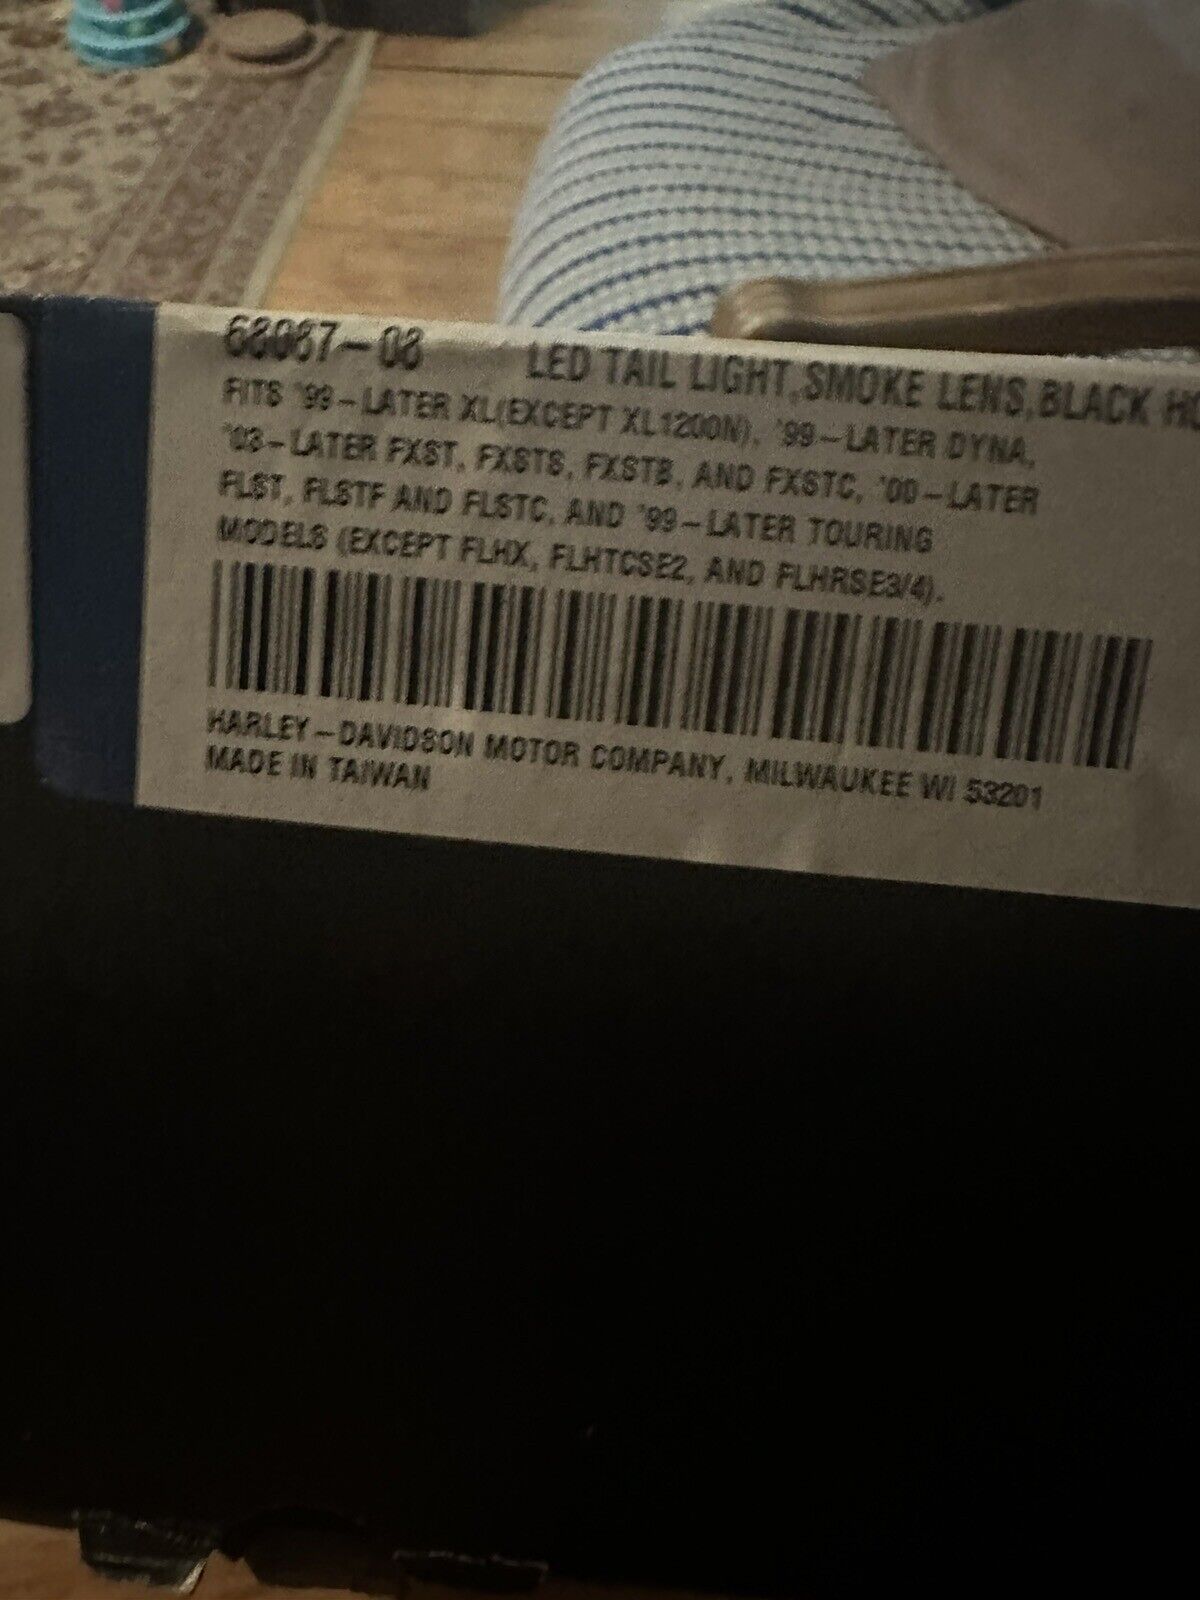 68087-08 LED TAIL LIGHT,SMOKE LENS,BLACK
FITS '99-LATER XL(EXCEPT XL1200N), '99-LATER DYNA,
'03-LATER FXST, FXSTS, FXSTB, AND FXSTC, '00-LATER
FLST, FLSTF AND FLSTC, AND '99-LATER TOURING
MODELS (EXCEPT FLHX, FLHTCSE2, AND FLHRSE3/4).
HARLEY-DAVIDSON MOTOR COMPANY, MILWAUKEE WI 53201
MADE IN TAIWAN